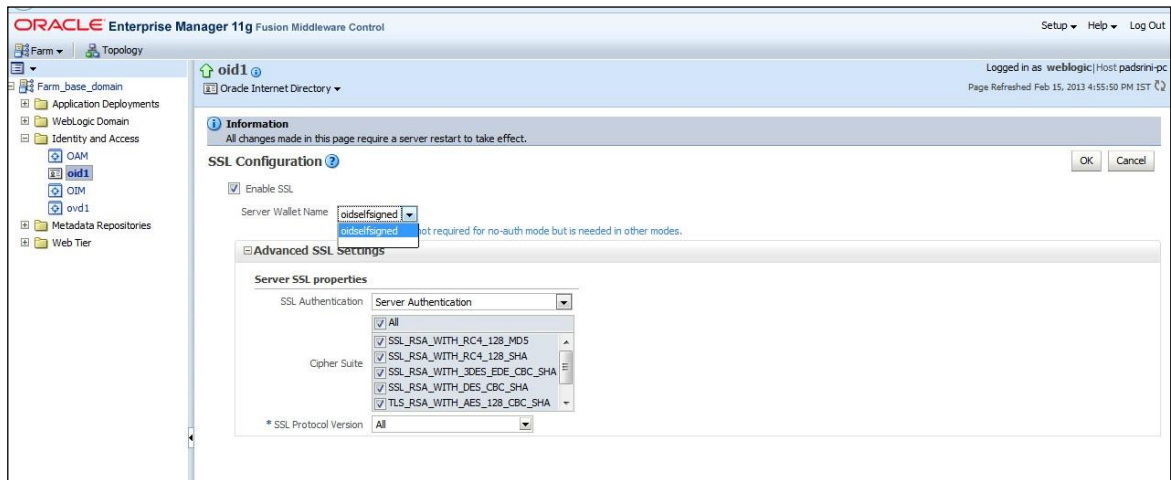 ORACLE Enterprise Manager 11g Fusion Middleware Control
Setup Help Log Out
Farm Topology
Farm_base_domain
Application Deployments
WebLogic Domain
Identity and Access
OAM
oid1
OIM
ovd1
Metadata Repositories
Web Tier
oid1
Oracle Internet Directory
Logged in as weblogic|Host padsrini-pc
Page Refreshed Feb 15, 2013 4:55:50 PM IST
Information
All changes made in this page require a server restart to take effect.
SSL Configuration
OK Cancel
Enable SSL
Server Wallet Name oidselfsigned
oidselfsigned
not required for no-auth mode but is needed in other modes.
Advanced SSL Settings
Server SSL properties
SSL Authentication Server Authentication
All
SSL_RSA_WITH_RC4_128_MD5
SSL_RSA_WITH_RC4_128_SHA
Cipher Suite
SSL_RSA_WITH_3DES_EDE_CBC_SHA
SSL_RSA_WITH_DES_CBC_SHA
TLS_RSA_WITH_AES_128_CBC_SHA
* SSL Protocol Version All